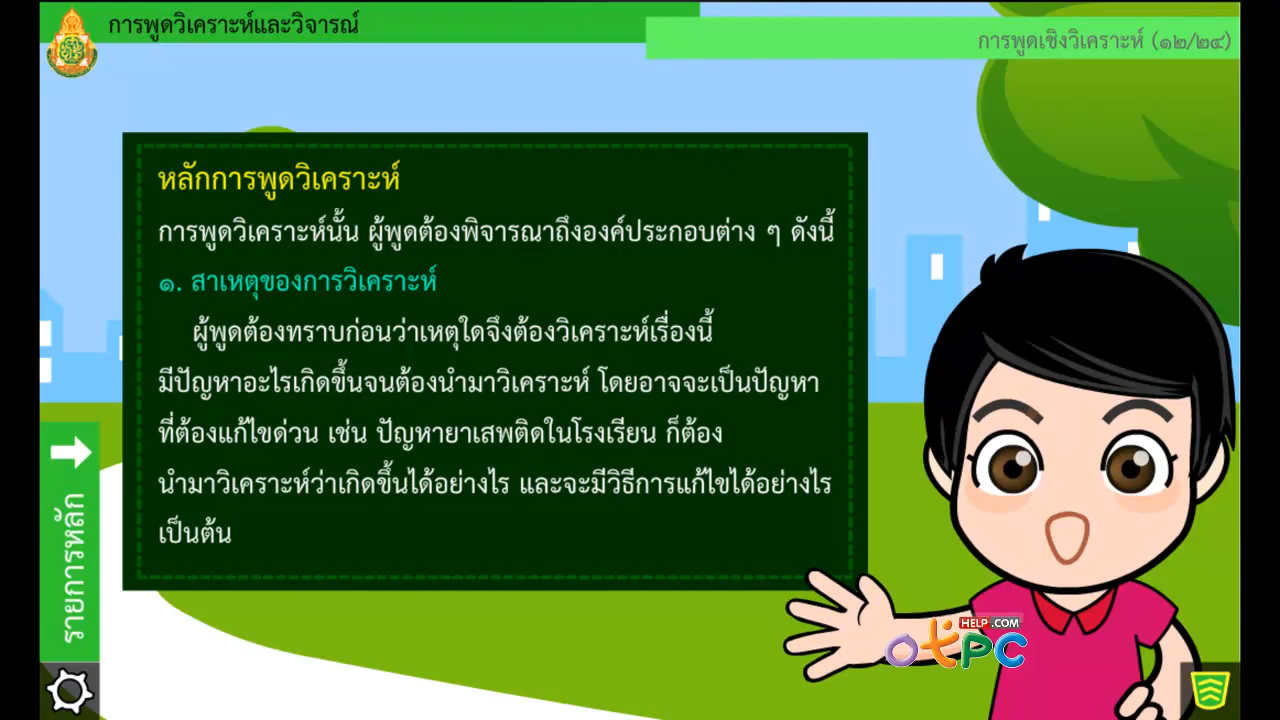 การพูดวิเคราะห์และวิจารณ์
การพูดเชิงวิเคราะห์ (๑๒/๒๔)
หลักการพูดวิเคราะห์
การพูดวิเคราะห์นั้น ผู้พูดต้องพิจารณาถึงองค์ประกอบต่าง ๆ ดังนี้
๑. สาเหตุของการวิเคราะห์
ผู้พูดต้องทราบก่อนว่าเหตุใดจึงต้องวิเคราะห์เรื่องนี้
มีปัญหาอะไรเกิดขึ้นจนต้องนำมาวิเคราะห์ โดยอาจจะเป็นปัญหา
ที่ต้องแก้ไขด่วน เช่น ปัญหายาเสพติดในโรงเรียน ก็ต้อง
นำมาวิเคราะห์ว่าเกิดขึ้นได้อย่างไร และจะมีวิธีการแก้ไขได้อย่างไร
เป็นต้น
รายการหลัก
HELP.COM
OTPC